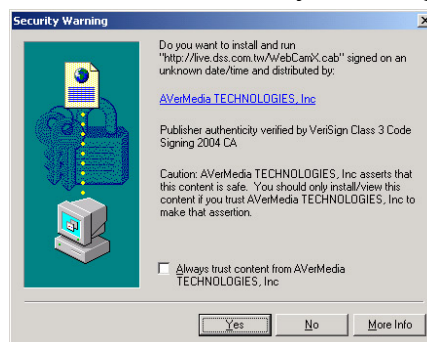 Security Warning
Do you want to install and run
"http://live.dss.com.tw/WebCamX.cab" signed on an
unknown date/time and distributed by:
AVerMedia TECHNOLOGIES, Inc
Publisher authenticity verified by VeriSign Class 3 Code
Signing 2004 CA
Caution: AVerMedia TECHNOLOGIES, Inc asserts that
this content is safe. You should only install/view this
content if you trust AVerMedia TECHNOLOGIES, Inc to
make that assertion.
Always trust content from AVerMedia
TECHNOLOGIES, Inc
Yes No More Info